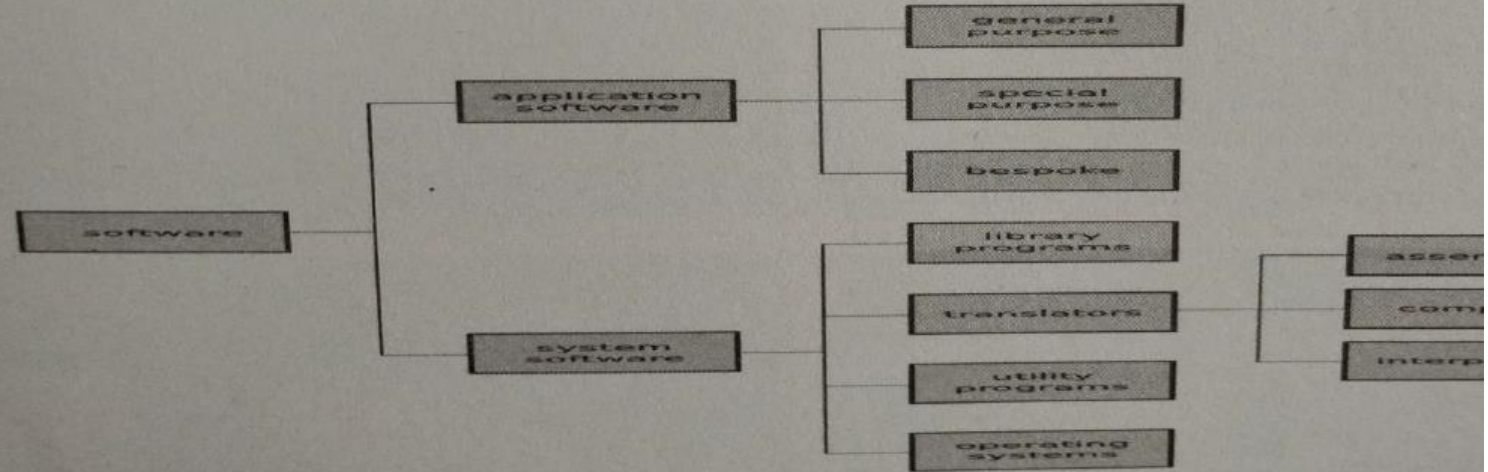 general
purpose
application
software
special
purpose
bespoke
software
library
programs
translators
system
software
utility
programs
operating
systems